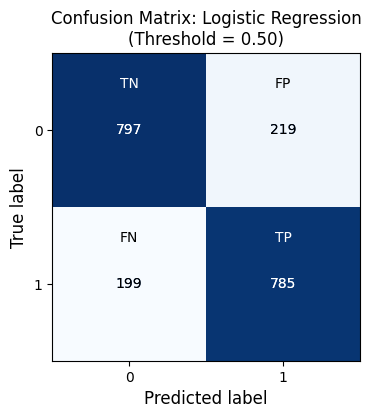 Confusion Matrix: Logistic Regression
(Threshold = 0.50)
TN
FP
0
797
219
True label
FN
TP
1
199
785
0
1
Predicted label